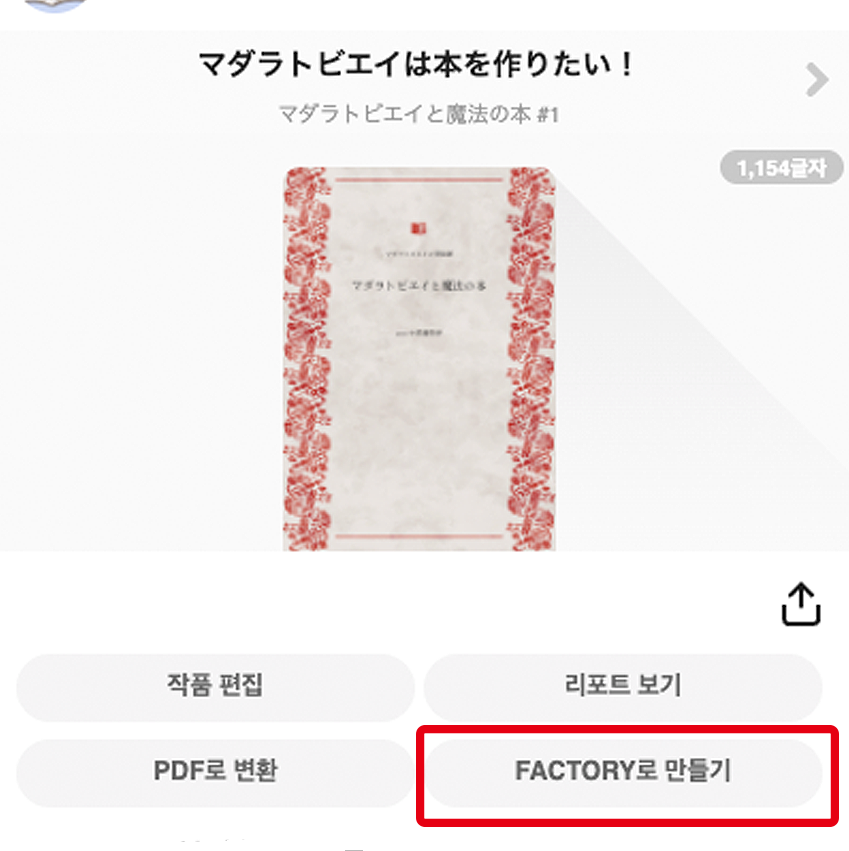 マダラトビエイは本を作りたい！
マダラトビエイと魔法の本 #1
1,154글자
マダラトビエイと魔法の本
작품 편집
리포트 보기
PDF로 변환
FACTORY로 만들기